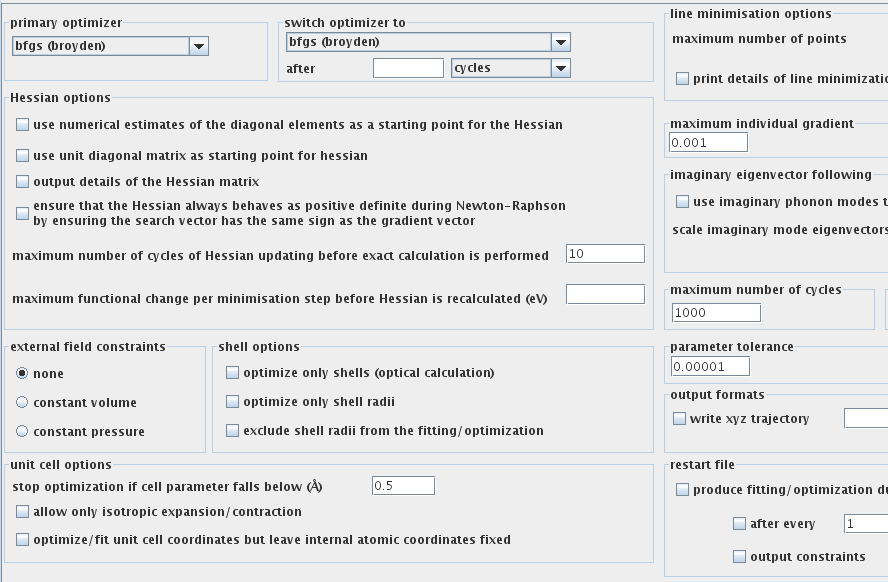 primary optimizer
bfgs (broyden)
switch optimizer to
bfgs (broyden)
after
cycles
Hessian options
use numerical estimates of the diagonal elements as a starting point for the Hessian
use unit diagonal matrix as starting point for hessian
output details of the Hessian matrix
ensure that the Hessian always behaves as positive definite during Newton-Raphson
by ensuring the search vector has the same sign as the gradient vector
maximum number of cycles of Hessian updating before exact calculation is performed
10
maximum functional change per minimisation step before Hessian is recalculated (eV)
external field constraints
none
constant volume
constant pressure
shell options
optimize only shells (optical calculation)
optimize only shell radii
exclude shell radii from the fitting/optimization
unit cell options
stop optimization if cell parameter falls below (Å)
0.5
allow only isotropic expansion/contraction
optimize/fit unit cell coordinates but leave internal atomic coordinates fixed
line minimisation options
maximum number of points
print details of line minimizatio
maximum individual gradient
0.001
imaginary eigenvector following
use imaginary phonon modes t
scale imaginary mode eigenvectors
maximum number of cycles
1000
parameter tolerance
0.00001
output formats
write xyz trajectory
restart file
produce fitting/optimization du
after every
1
output constraints